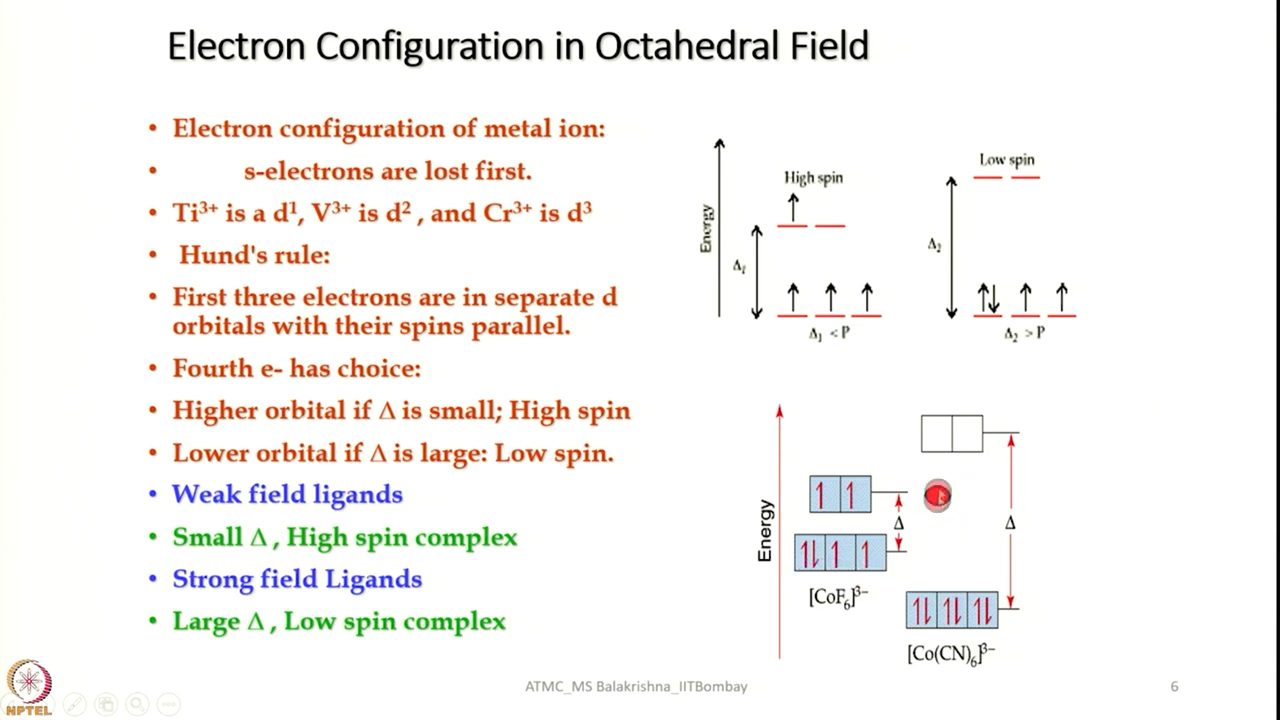 Electron Configuration in Octahedral Field
• Electron configuration of metal ion:
• s-electrons are lost first.
• Ti³⁺ is a d¹, V³⁺ is d² , and Cr³⁺ is d³
• Hund's rule:
• First three electrons are in separate d
orbitals with their spins parallel.
• Fourth e- has choice:
• Higher orbital if Δ is small; High spin
• Lower orbital if Δ is large: Low spin.
• Weak field ligands
• Small Δ , High spin complex
• Strong field Ligands
• Large Δ , Low spin complex
Energy
High spin
Δ₁
Δ₁ < P
Low spin
Δ₂
Δ₂ > P
Energy
Δ
[CoF₆]³⁻
Δ
[Co(CN)₆]³⁻
NPTEL
ATMC_MS Balakrishna_IITBombay
6